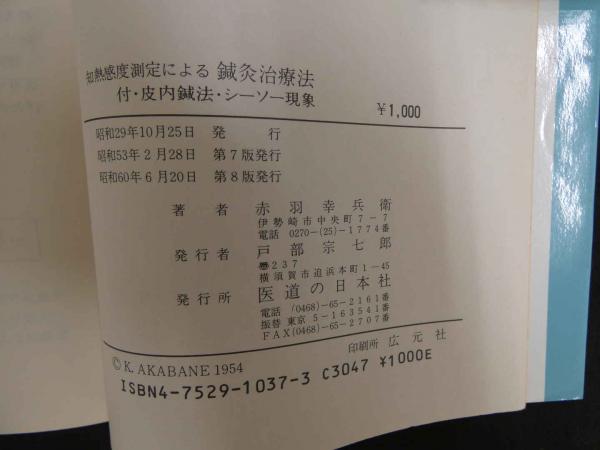 知熱感度測定による 鍼灸治療法
付・皮内鍼法・シーソー現象
¥1,000
昭和29年10月25日 発 行
昭和53年2月28日 第7版発行
昭和60年6月20日 第8版発行
著 者 赤 羽 幸 兵 衛
伊勢崎市中央町7-7
電話 0270-(25)-1774番
発行者 戸 部 宗 七 郎
〠237
横須賀市追浜本町1-45
発行所 医道の日本社
電話 (0468)-65-2161番
振替 東京5-163541番
FAX(0468)-65-2707番
印刷所 広 元 社
©K. AKABANE 1954
ISBN4-7529-1037-3 C3047 ¥1000E